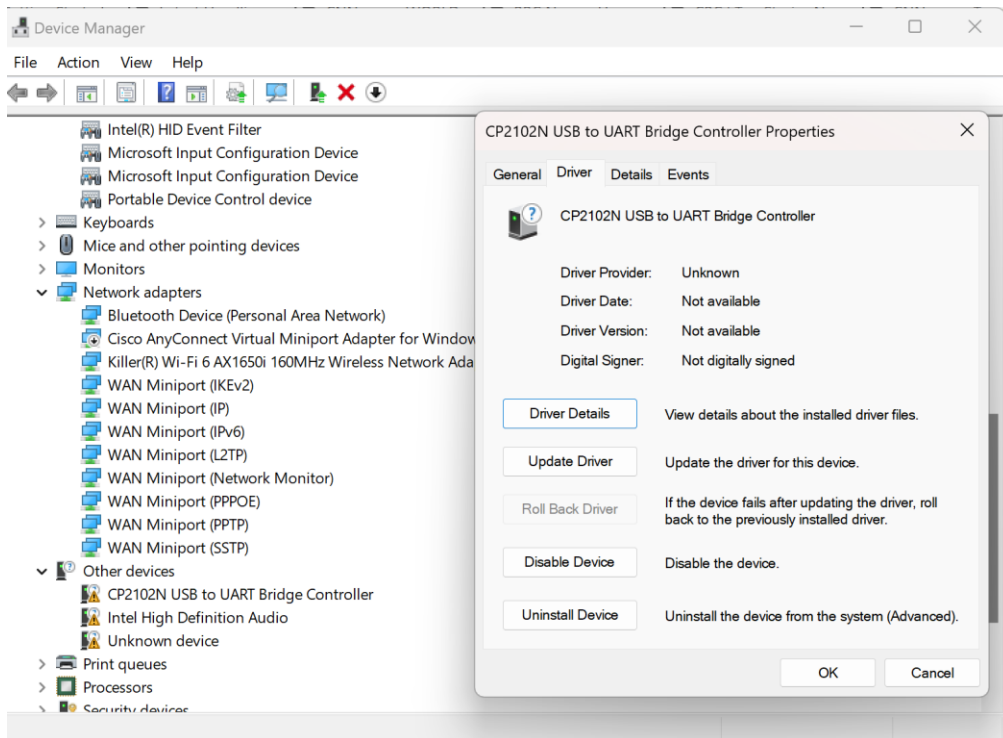 Device Manager
File Action View Help
Intel(R) HID Event Filter
Microsoft Input Configuration Device
Microsoft Input Configuration Device
Portable Device Control device
Keyboards
Mice and other pointing devices
Monitors
Network adapters
Bluetooth Device (Personal Area Network)
Cisco AnyConnect Virtual Miniport Adapter for Window
Killer(R) Wi-Fi 6 AX1650i 160MHz Wireless Network Ada
WAN Miniport (IKEv2)
WAN Miniport (IP)
WAN Miniport (IPv6)
WAN Miniport (L2TP)
WAN Miniport (Network Monitor)
WAN Miniport (PPPOE)
WAN Miniport (PPTP)
WAN Miniport (SSTP)
Other devices
CP2102N USB to UART Bridge Controller
Intel High Definition Audio
Unknown device
Print queues
Processors
Security devices
CP2102N USB to UART Bridge Controller Properties
General Driver Details Events
CP2102N USB to UART Bridge Controller
Driver Provider: Unknown
Driver Date: Not available
Driver Version: Not available
Digital Signer: Not digitally signed
Driver Details View details about the installed driver files.
Update Driver Update the driver for this device.
Roll Back Driver If the device fails after updating the driver, roll
back to the previously installed driver.
Disable Device Disable the device.
Uninstall Device Uninstall the device from the system (Advanced).
OK Cancel